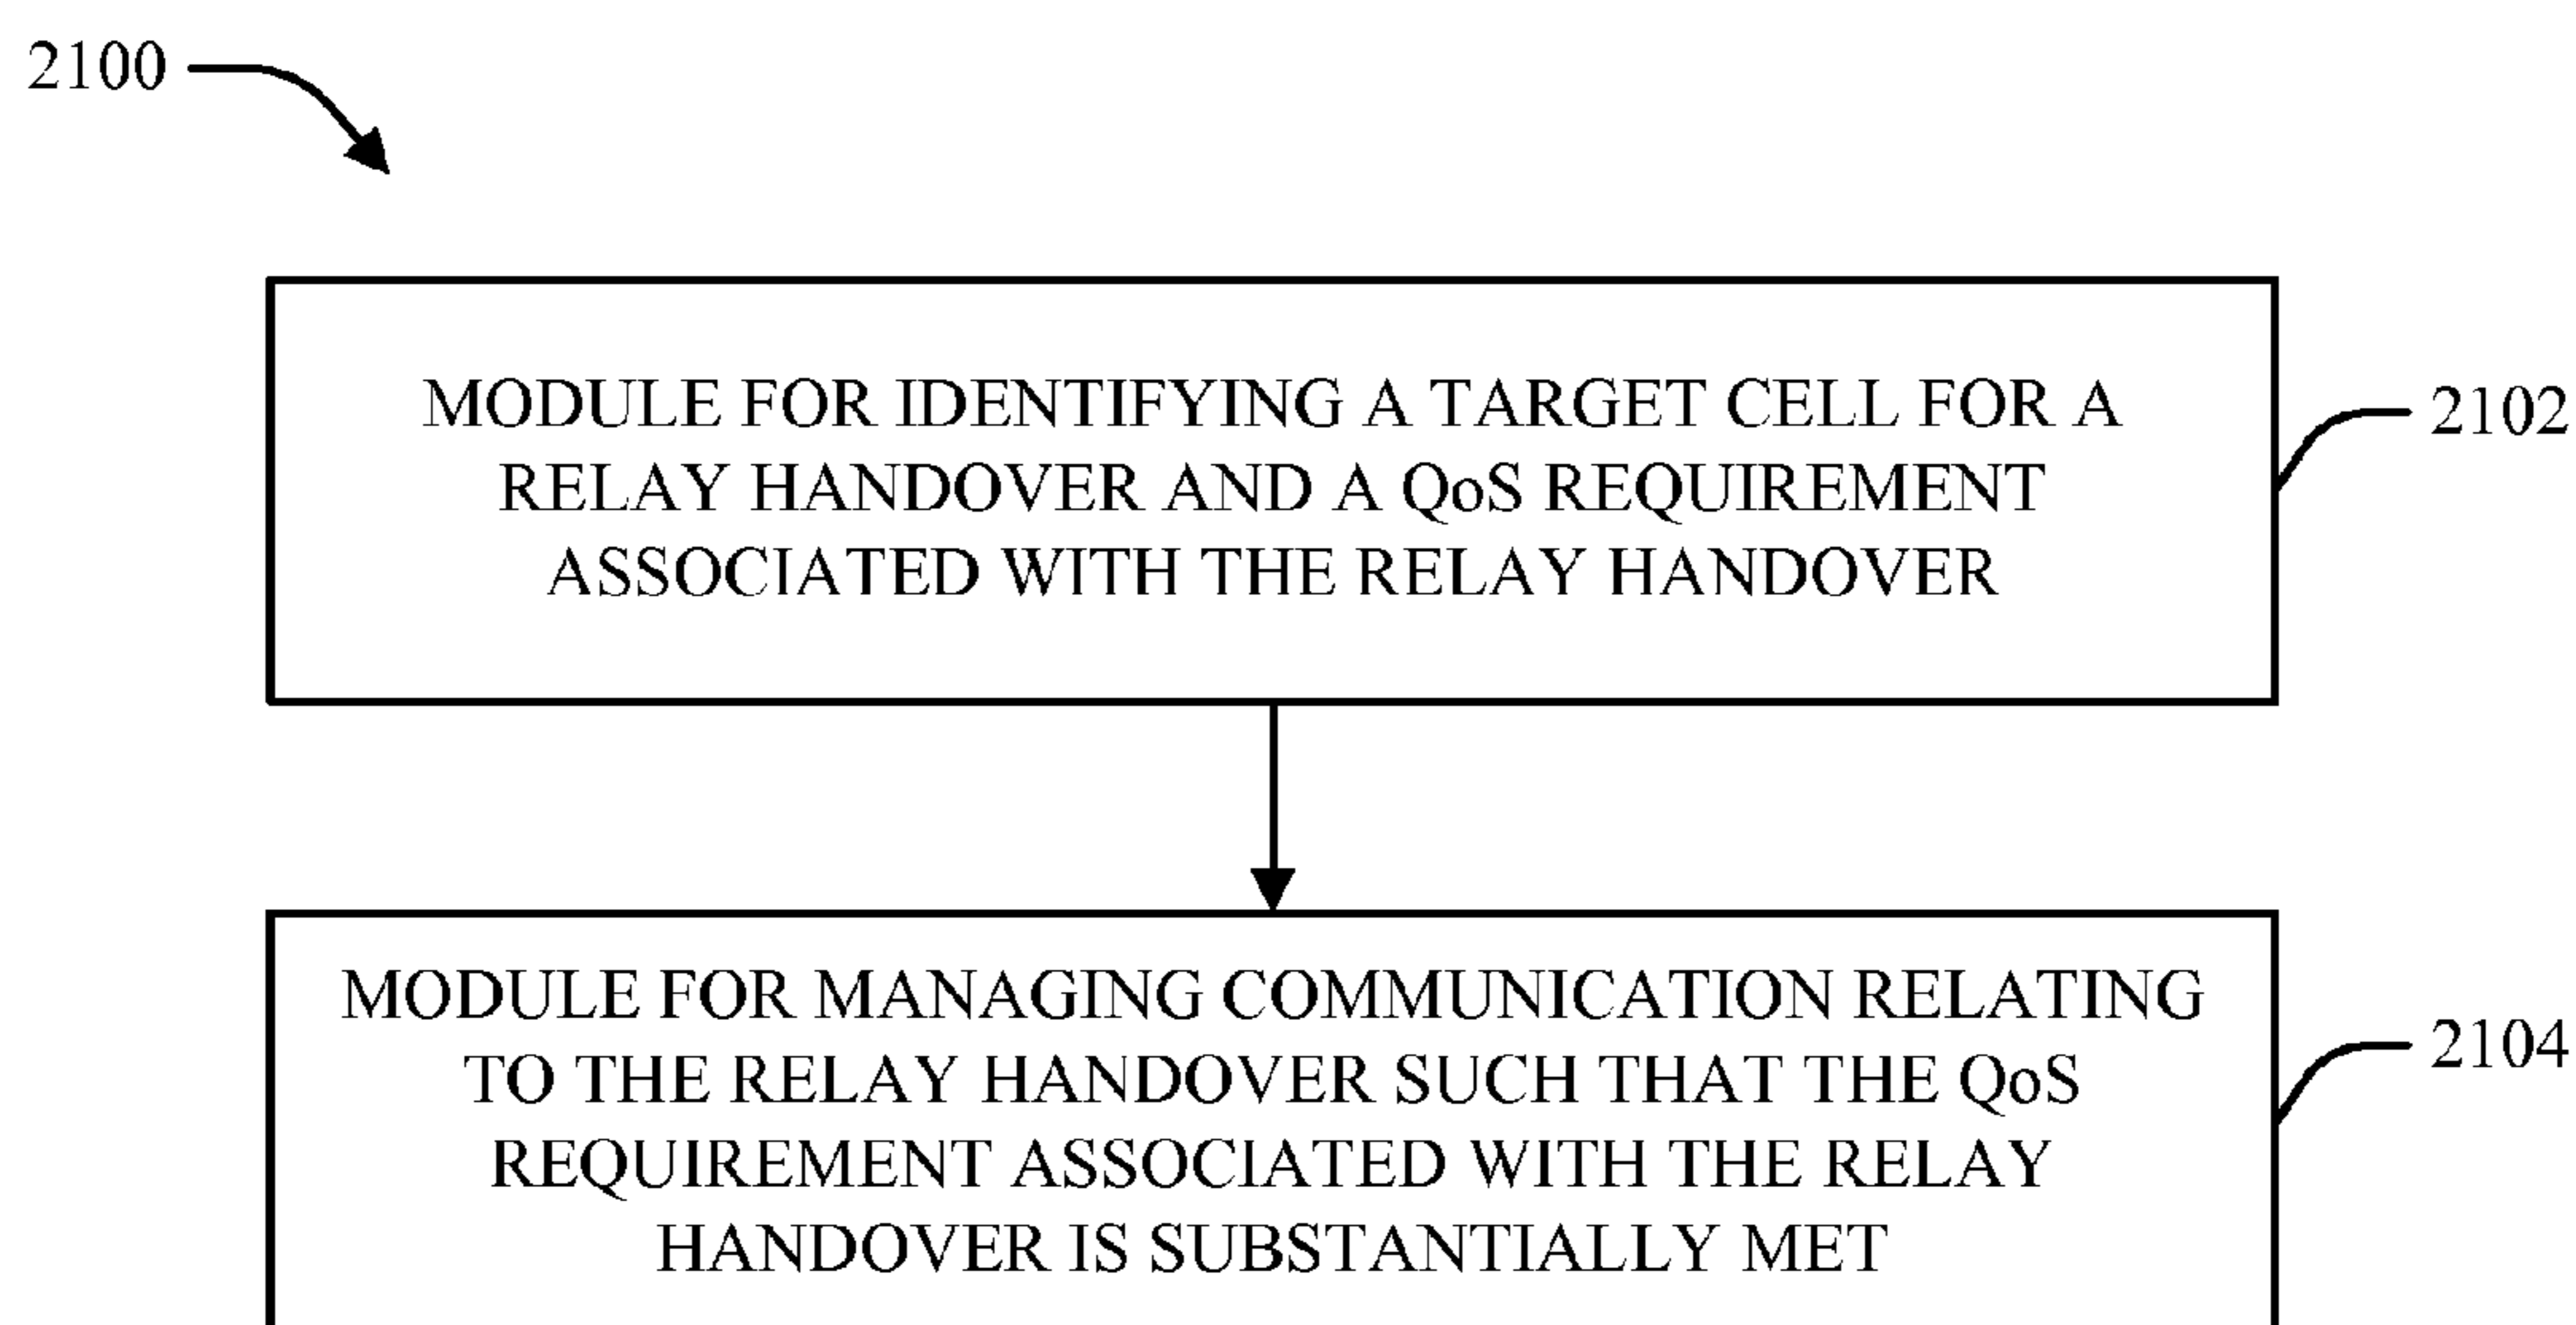 2100
MODULE FOR IDENTIFYING A TARGET CELL FOR A
RELAY HANDOVER AND A QoS REQUIREMENT
ASSOCIATED WITH THE RELAY HANDOVER
2102
MODULE FOR MANAGING COMMUNICATION RELATING
TO THE RELAY HANDOVER SUCH THAT THE QoS
REQUIREMENT ASSOCIATED WITH THE RELAY
HANDOVER IS SUBSTANTIALLY MET
2104